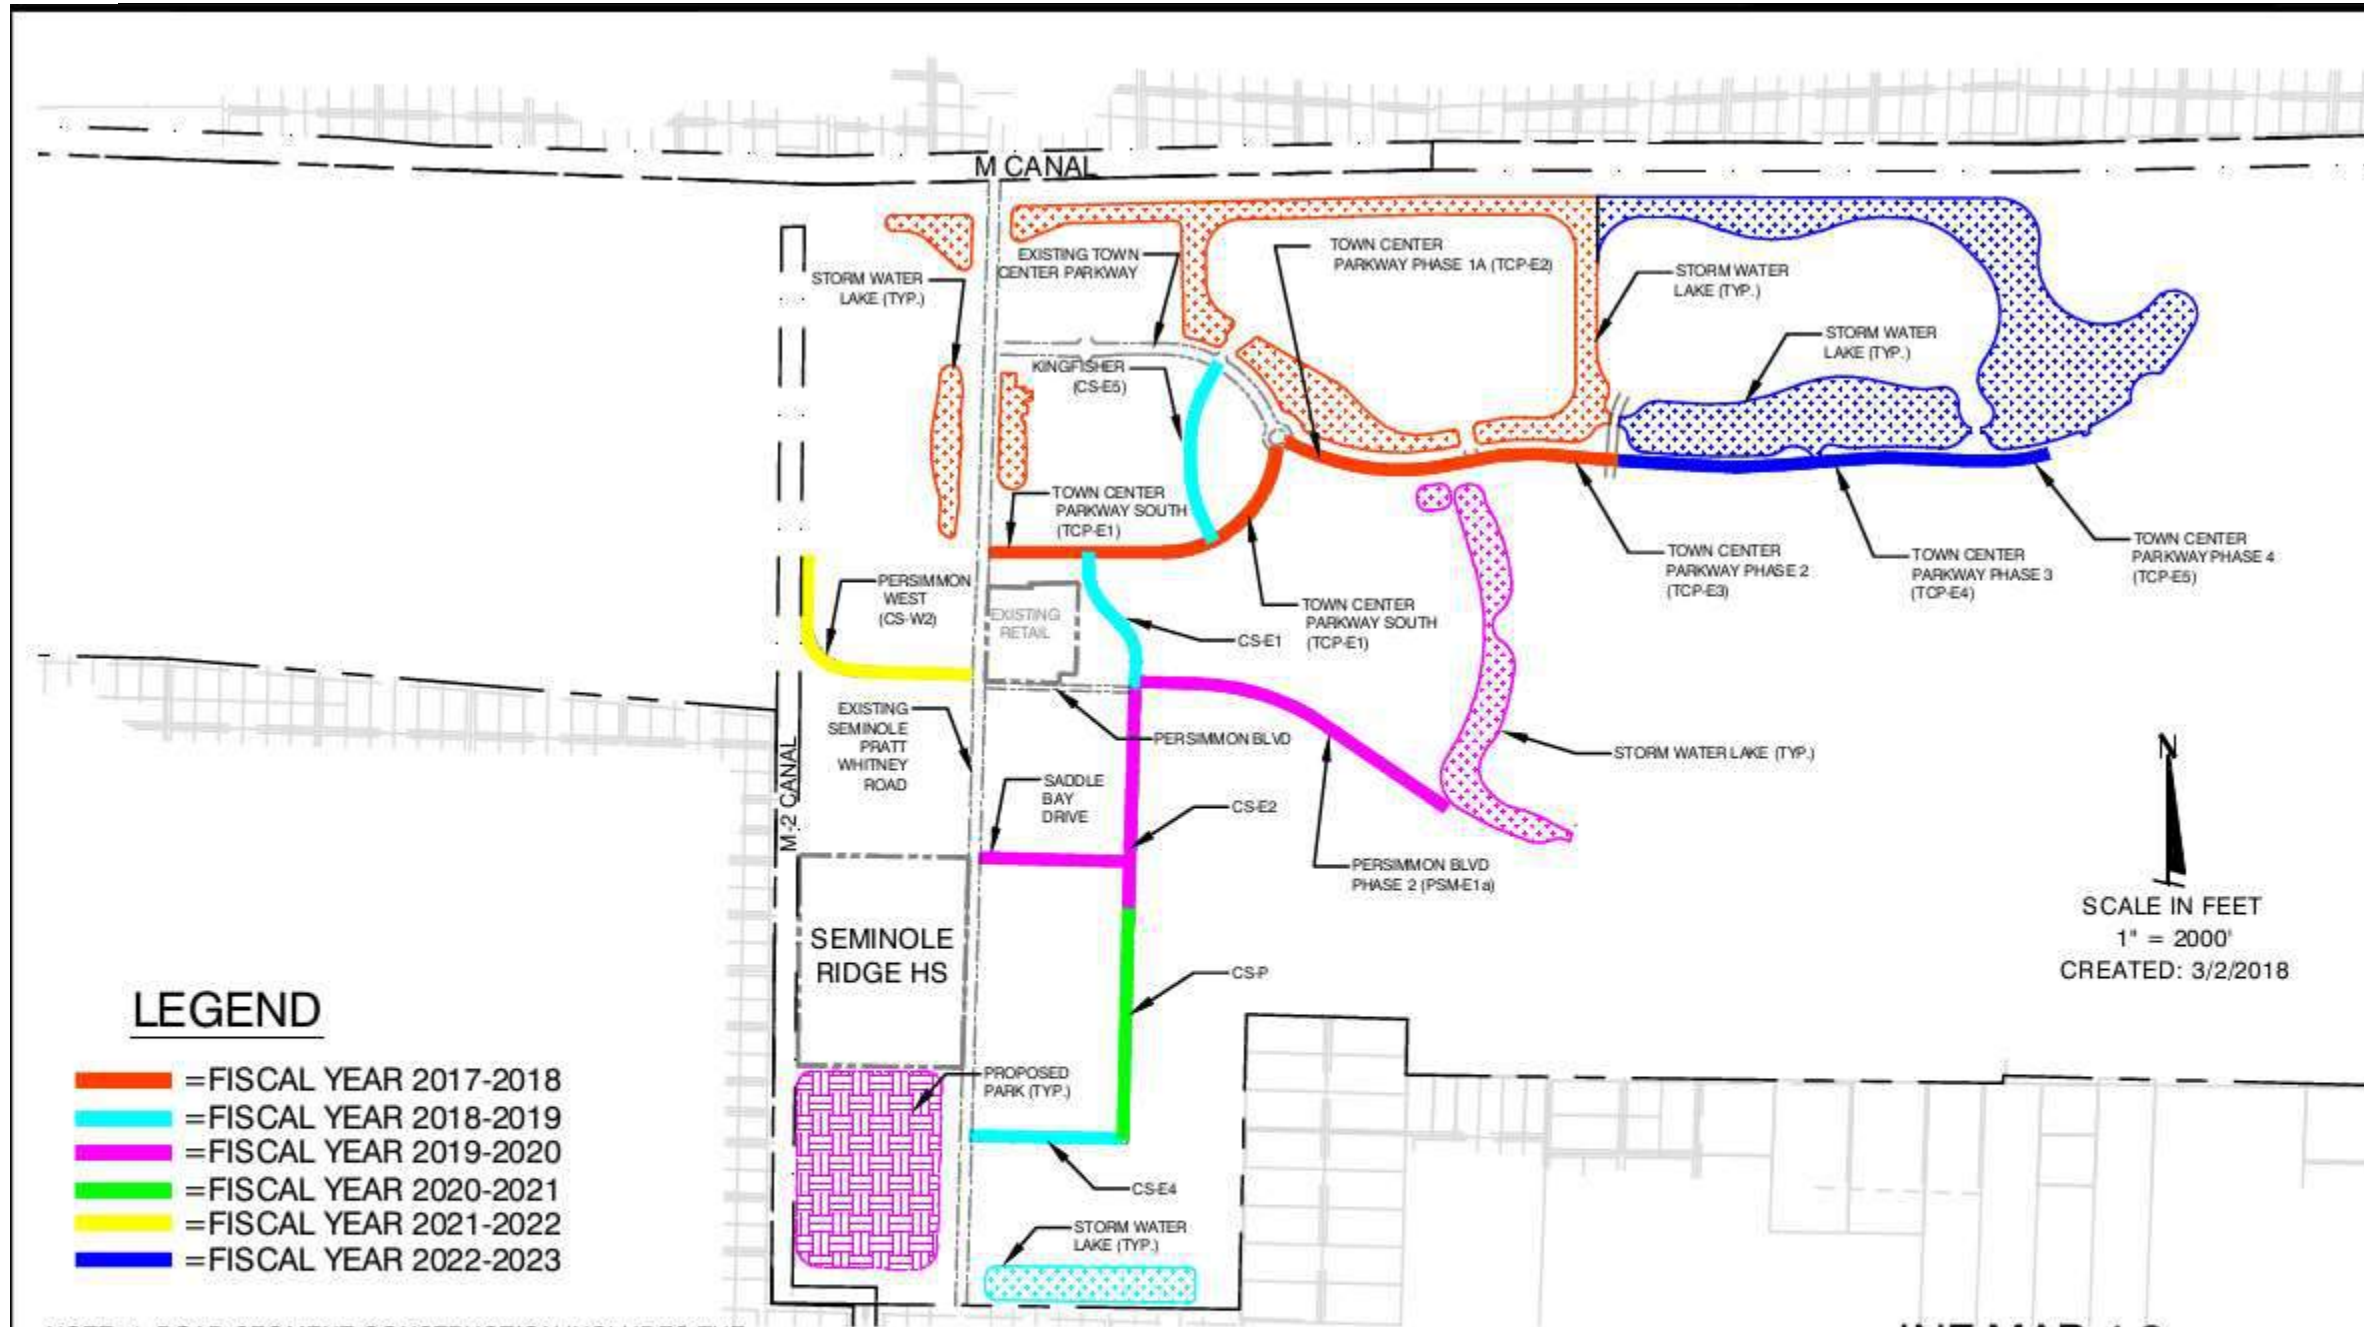 M CANAL
EXISTING TOWN
CENTER PARKWAY
TOWN CENTER
PARKWAY PHASE 1A (TCP-E2)
STORM WATER
LAKE (TYP.)
STORM WATER
LAKE (TYP.)
STORM WATER
LAKE (TYP.)
KINGFISHER
(CS-E5)
TOWN CENTER
PARKWAY SOUTH
(TCP-E1)
TOWN CENTER
PARKWAY PHASE 2
(TCP-E3)
TOWN CENTER
PARKWAY PHASE 3
(TCP-E4)
TOWN CENTER
PARKWAY PHASE 4
(TCP-E5)
PERSIMMON
WEST
(CS-W2)
EXISTING
RETAIL
CS-E1
TOWN CENTER
PARKWAY SOUTH
(TCP-E1)
EXISTING
SEMINOLE
PRATT
WHITNEY
ROAD
PERSIMMON BLVD
STORM WATER LAKE (TYP.)
M-2 CANAL
SADDLE
BAY
DRIVE
CS-E2
PERSIMMON BLVD
PHASE 2 (PSM-E1a)
N
SCALE IN FEET
1" = 2000'
CREATED: 3/2/2018
SEMINOLE
RIDGE HS
CS-P
PROPOSED
PARK (TYP.)
CS-E4
STORM WATER
LAKE (TYP.)
LEGEND
=FISCAL YEAR 2017-2018
=FISCAL YEAR 2018-2019
=FISCAL YEAR 2019-2020
=FISCAL YEAR 2020-2021
=FISCAL YEAR 2021-2022
=FISCAL YEAR 2022-2023